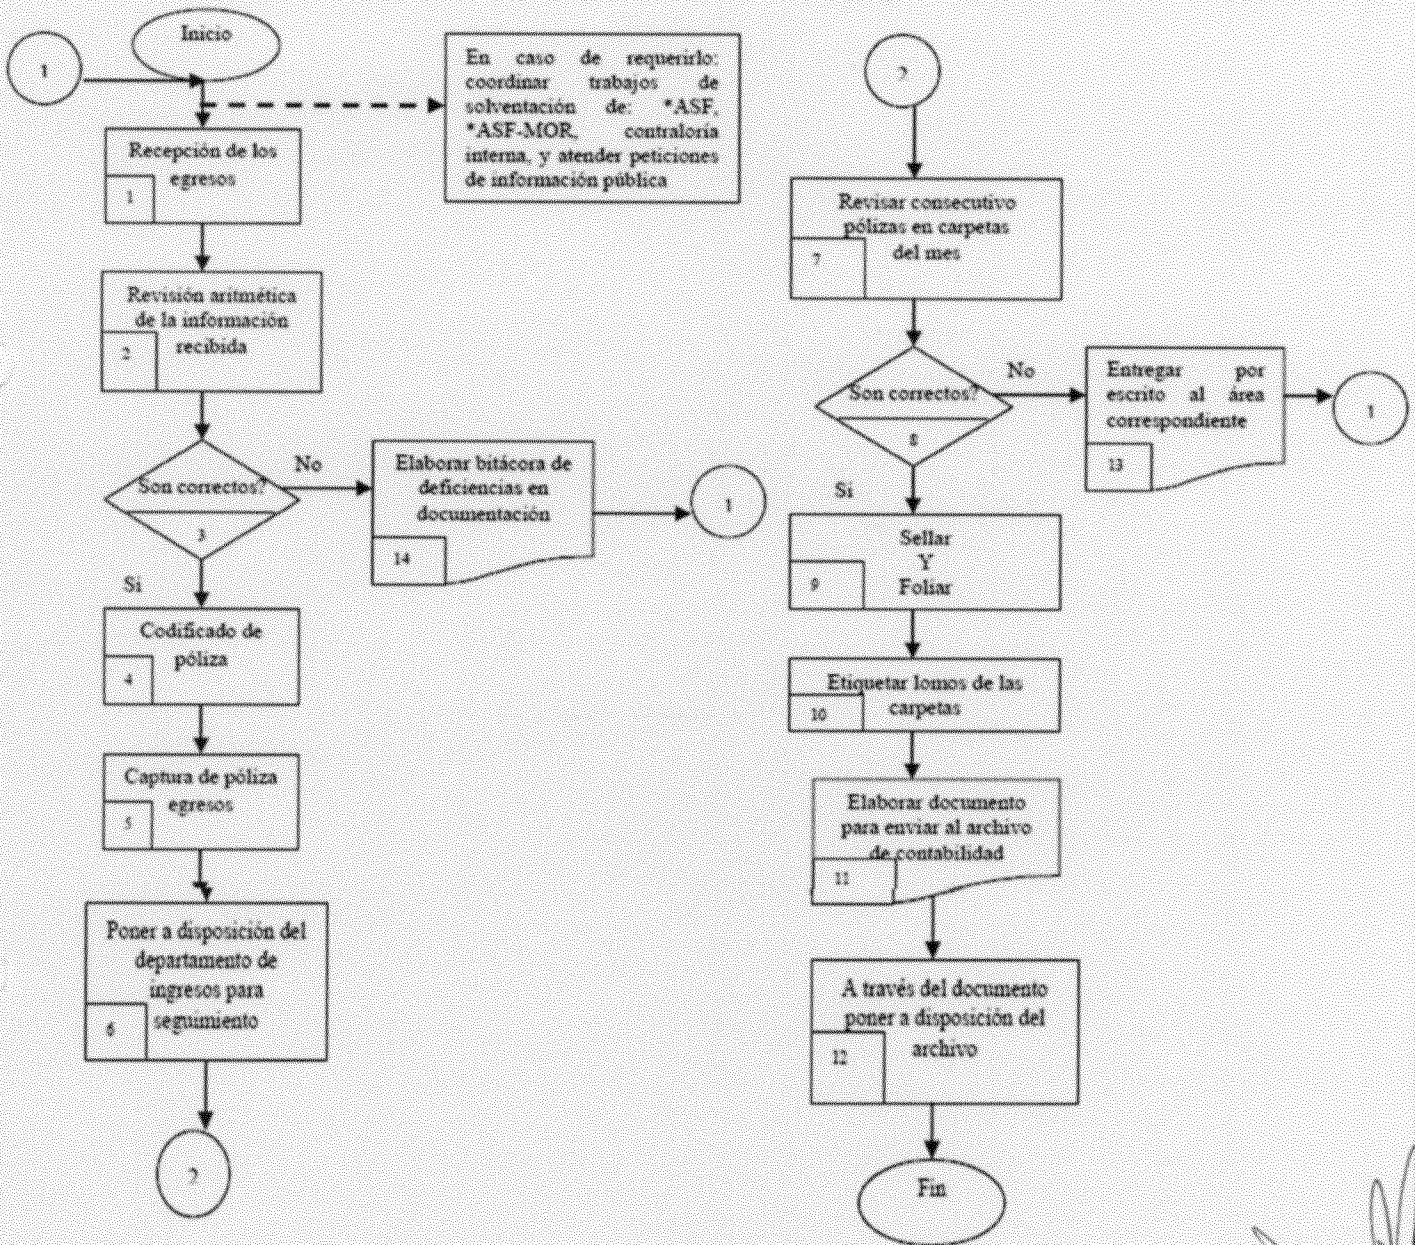 1
Inicio
Recepción de los
egresos
1
Revisión aritmética
de la información
recibida
2
Son correctos?
3
No
Si
Elaborar bitácora de
deficiencias en
documentación
14
1
Codificado de
póliza
4
Captura de póliza
egresos
5
Poner a disposición del
departamento de
ingresos para
seguimiento
6
2
En caso de requerirlo:
coordinar trabajos de
solventación de: *ASF,
*ASF-MOR, contraloría
interna, y atender peticiones
de información pública
2
Revisar consecutivo
pólizas en carpetas
del mes
7
Son correctos?
8
No
Si
Entregar por
escrito al área
correspondiente
13
1
Sellar
Y
Foliar
9
Etiquetar lomos de las
carpetas
10
Elaborar documento
para enviar al archivo
de contabilidad
11
A través del documento
poner a disposición del
archivo
12
Fin